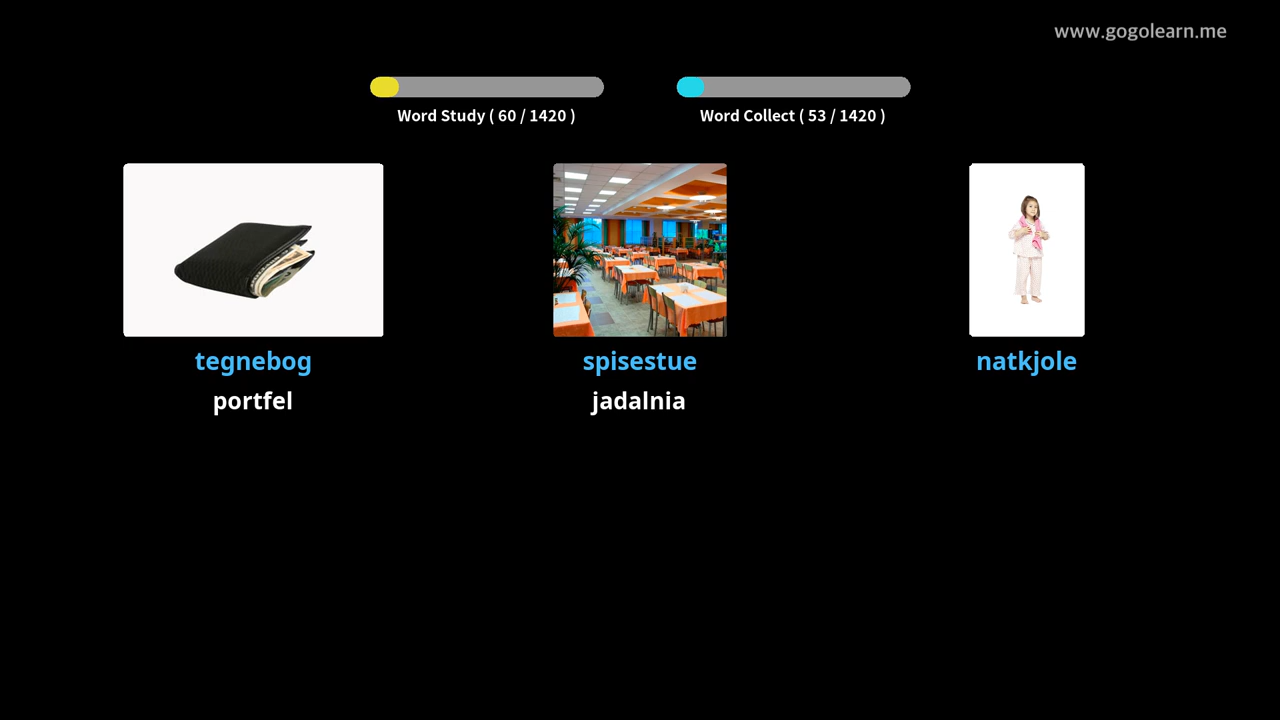 www.gogolearn.me
Word Study ( 60 / 1420 )
Word Collect ( 53 / 1420 )
tegnebog
portfel
spisestue
jadalnia
natkjole